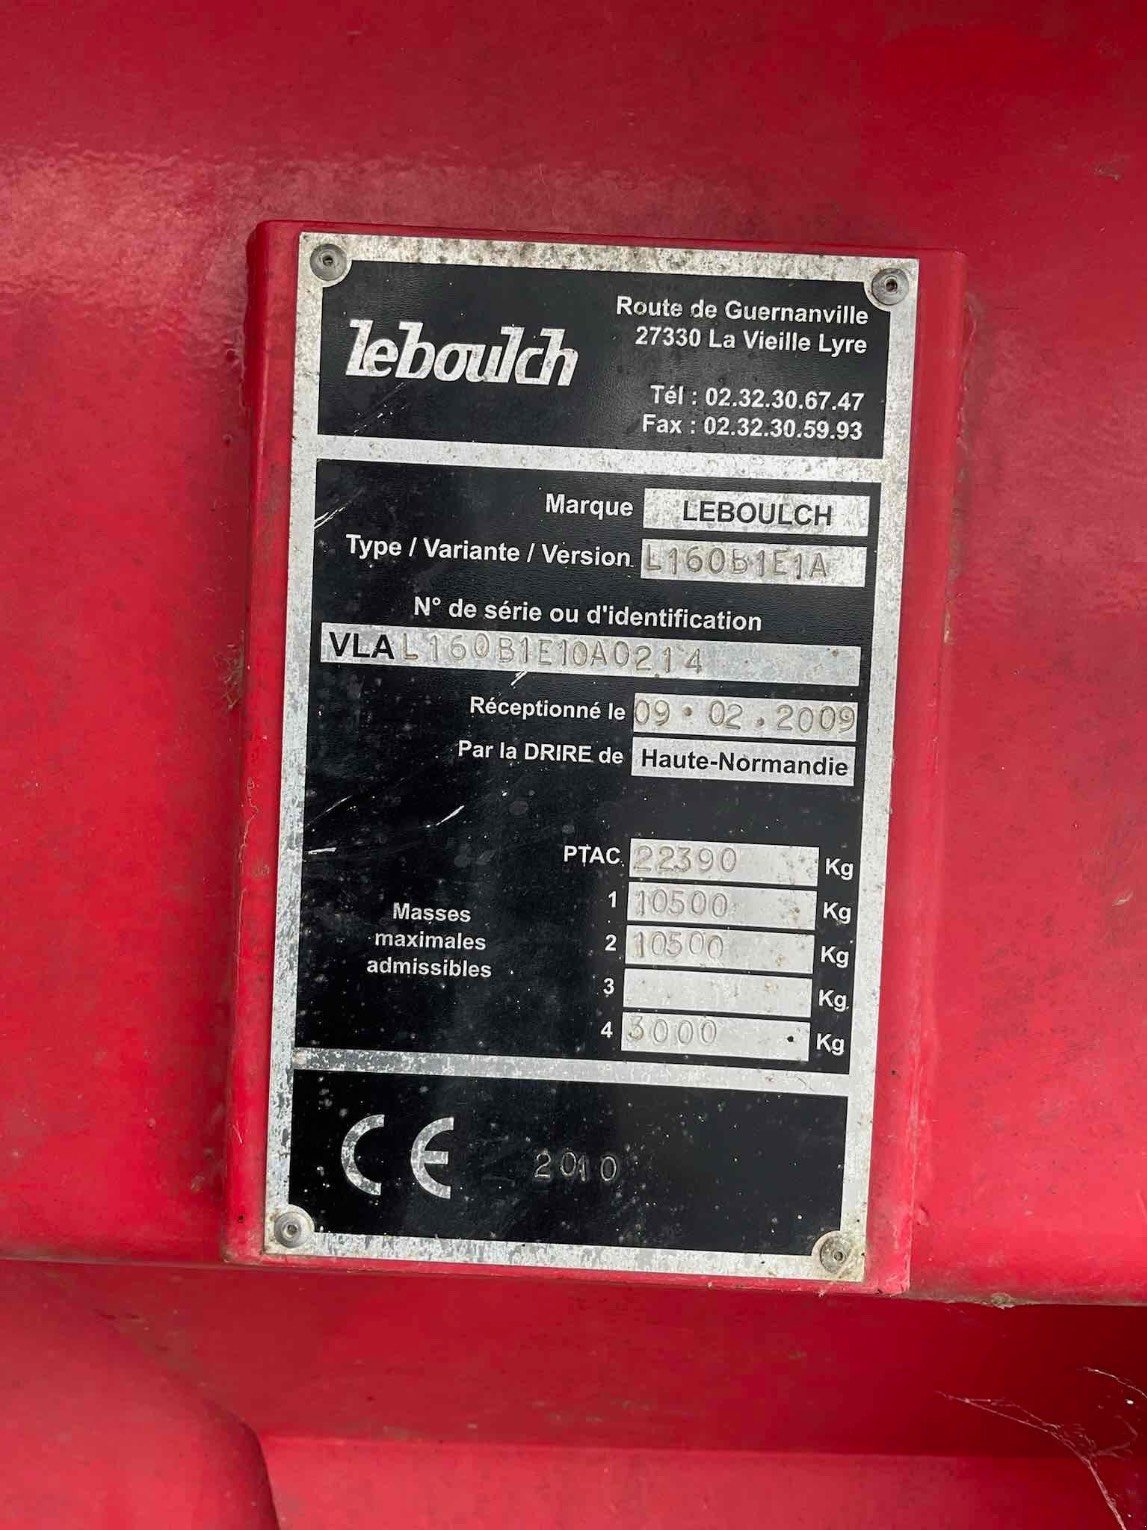 leboulch
Route de Guernanville
27330 La Vieille Lyre
Tél : 02.32.30.67.47
Fax : 02.32.30.59.93
Marque LEBOULCH
Type / Variante / Version L160B1E1A
N° de série ou d'identification
VLA L160B1E10A0214
Réceptionné le 09.02.2009
Par la DRIRE de Haute-Normandie
PTAC 22390 Kg
Masses maximales admissibles
1 10500 Kg
2 10500 Kg
3 Kg
4 3000 Kg
CE 2010